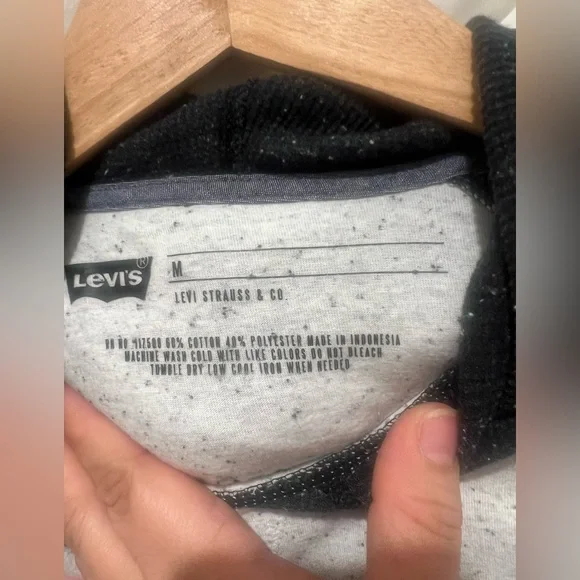 LEVI'S®
M
LEVI STRAUSS & CO.
60% COTTON 40% POLYESTER MADE IN INDONESIA
MACHINE WASH COLD WITH LIKE COLORS DO NOT BLEACH
TUMBLE DRY LOW COOL IRON WHEN NEEDED